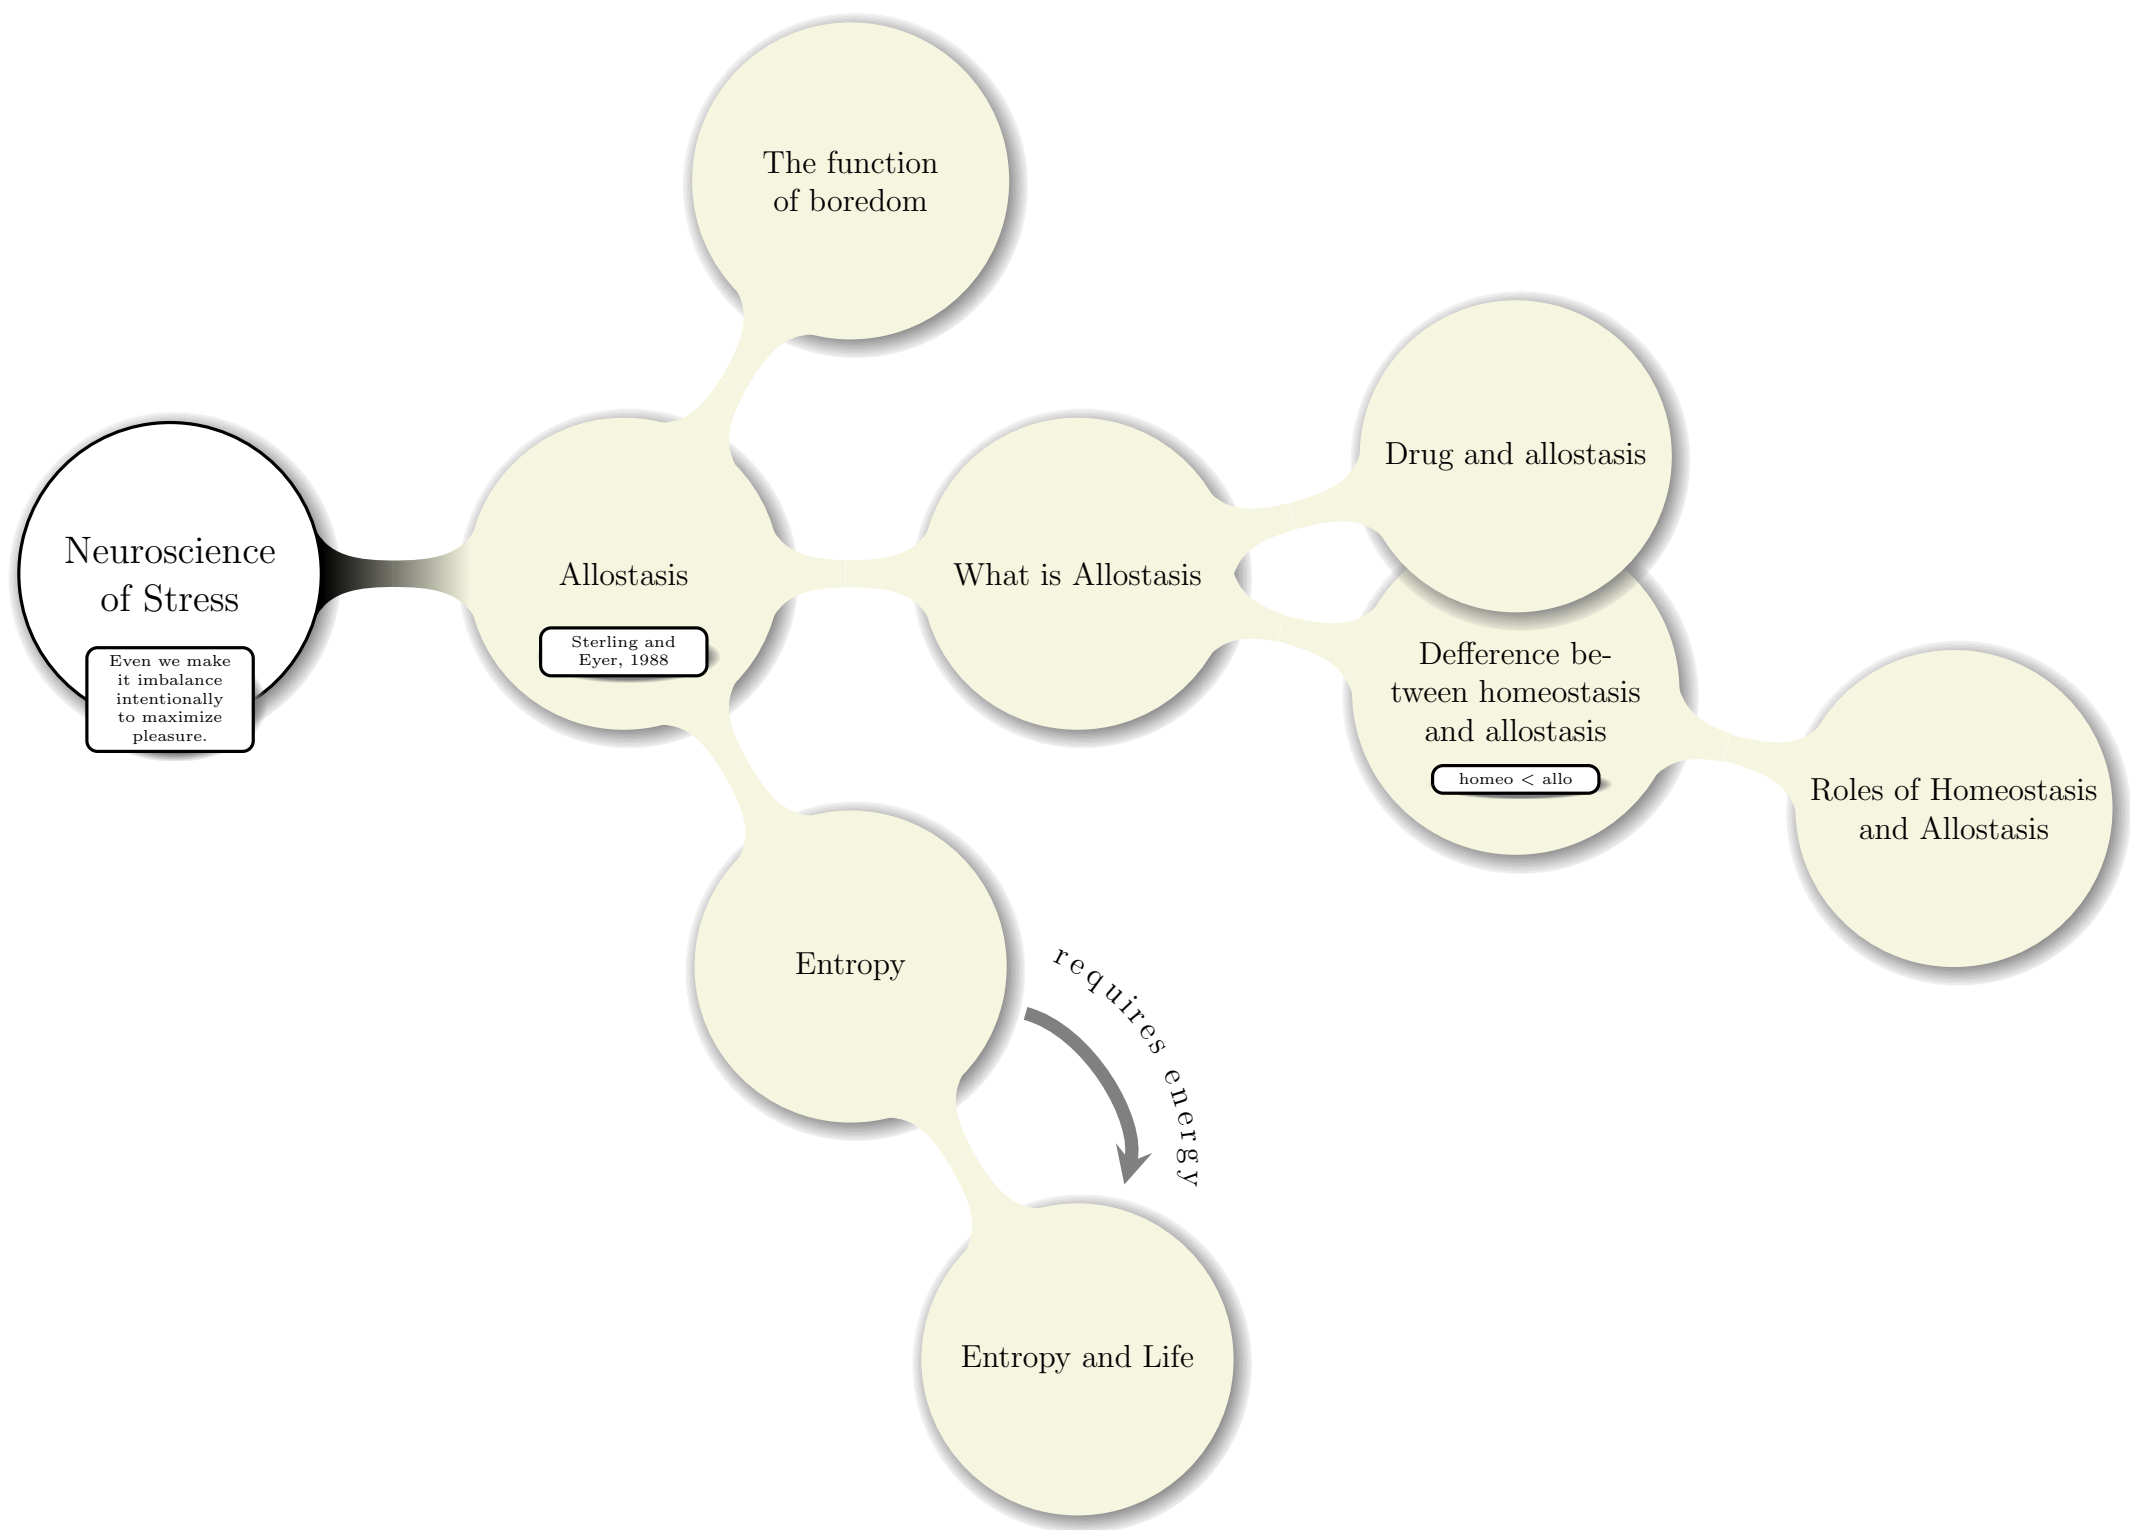 The function
of boredom
Neuroscience
of Stress
Even we make
it imbalance
intentionally
to maximize
pleasure.
Allostasis
Sterling and
Eyer, 1988
What is Allostasis
Drug and allostasis
Defference be-
tween homeostasis
and allostasis
homeo < allo
Roles of Homeostasis
and Allostasis
Entropy
requires energy
Entropy and Life